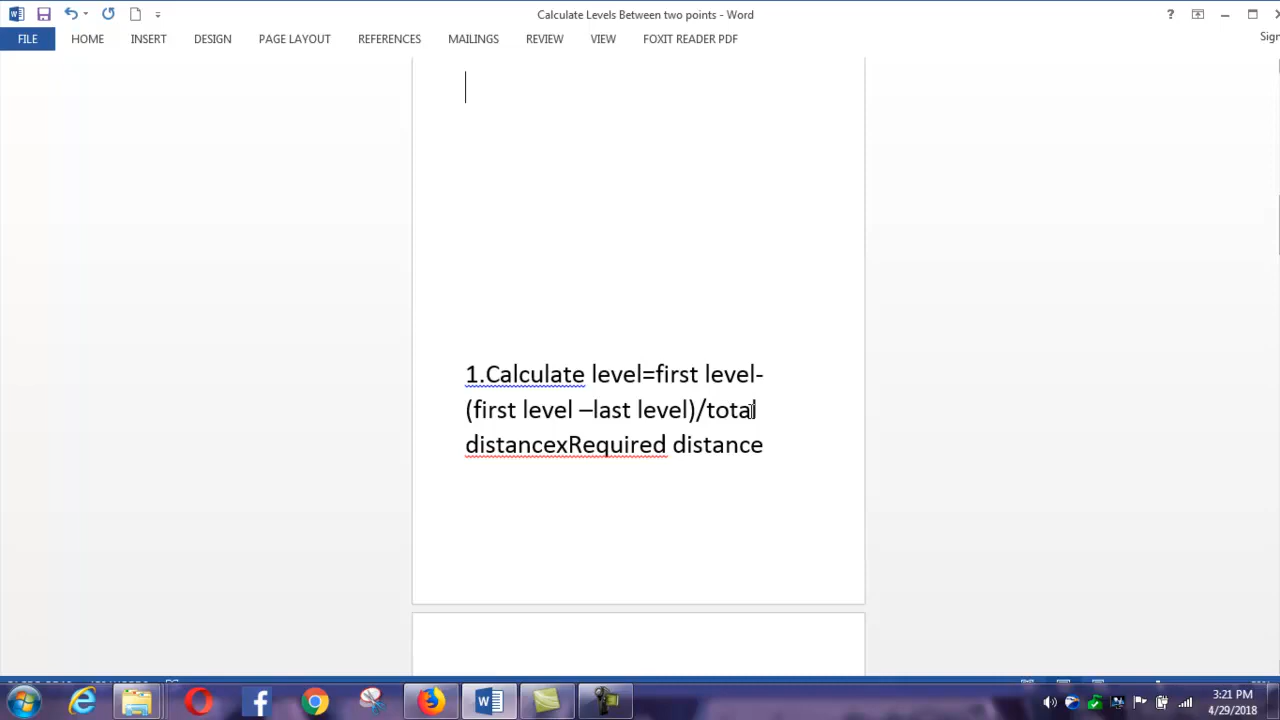 Calculate Levels Between two points - Word
?
FILE HOME INSERT DESIGN PAGE LAYOUT REFERENCES MAILINGS REVIEW VIEW FOXIT READER PDF
Sign
1.Calculate level=first level-
(first level –last level)/total
distancexRequired distance
3:21 PM
4/29/2018